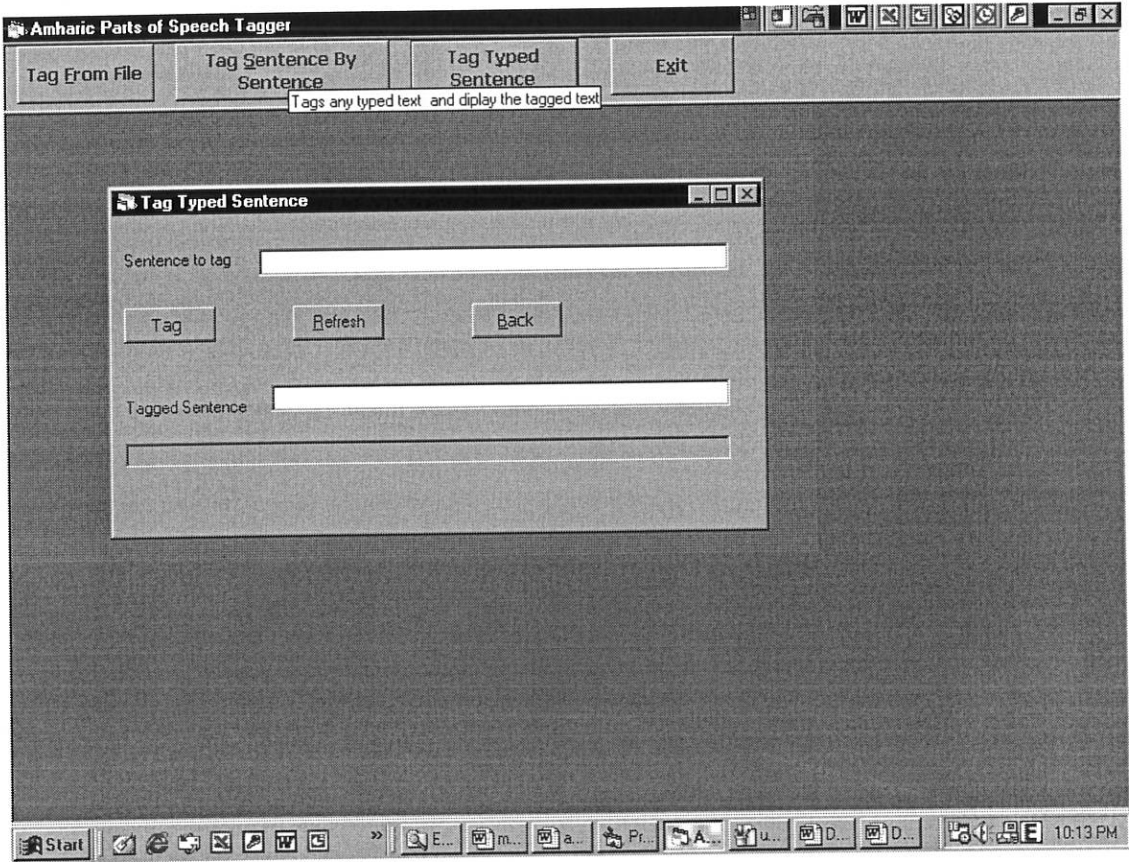 Amharic Parts of Speech Tagger
Tag From File
Tag Sentence By
Sentence
Tag Typed
Sentence
Exit
Tags any typed text and diplay the tagged text
Tag Typed Sentence
Sentence to tag
Tag
Refresh
Back
Tagged Sentence
Start
»
E...
m...
a...
Pr...
A...
u...
D...
D...
E
10:13 PM